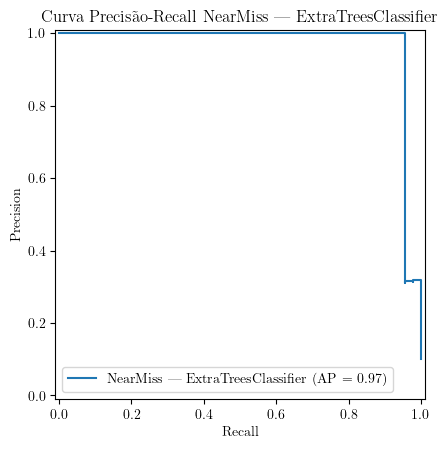 Curva Precisão-Recall NearMiss — ExtraTreesClassifier
1.0
0.8
0.6
0.4
0.2
0.0
Precision
NearMiss — ExtraTreesClassifier (AP = 0.97)
0.0 0.2 0.4 0.6 0.8 1.0
Recall